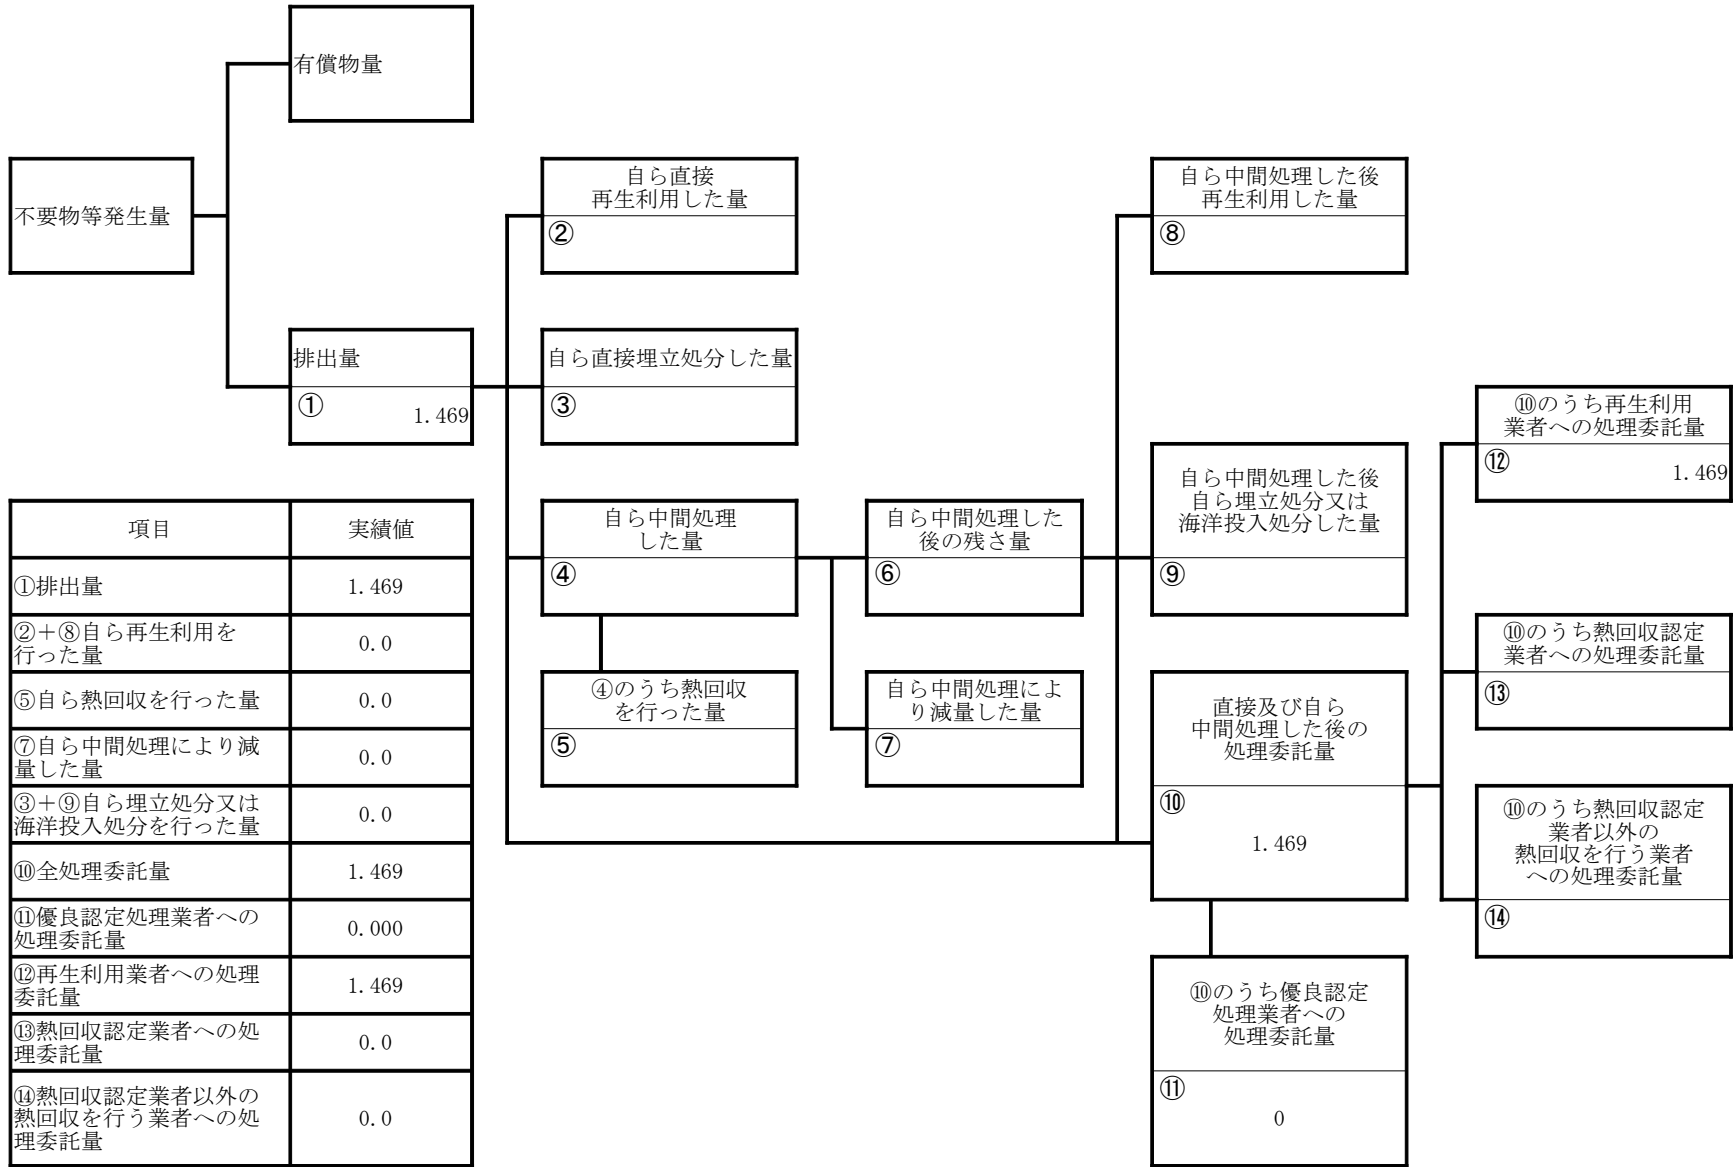 有償物量
不要物等発生量
自ら直接
再生利用した量
②
自ら中間処理した後
再生利用した量
⑧
排出量
①
1.469
自ら直接埋立処分した量
③
⑩のうち再生利用
業者への処理委託量
⑫
1.469
自ら中間処理
した量
④
自ら中間処理した
後の残さ量
⑥
自ら中間処理した後
自ら埋立処分又は
海洋投入処分した量
⑨
⑩のうち熱回収認定
業者への処理委託量
⑬
④のうち熱回収
を行った量
⑤
自ら中間処理によ
り減量した量
⑦
直接及び自ら
中間処理した後の
処理委託量
⑩
1.469
⑩のうち熱回収認定
業者以外の
熱回収を行う業者
への処理委託量
⑭
⑩のうち優良認定
処理業者への
処理委託量
⑪
0
項目 実績値
①排出量 1.469
②+⑧自ら再生利用を
行った量 0.0
⑤自ら熱回収を行った量 0.0
⑦自ら中間処理により減
量した量 0.0
③+⑨自ら埋立処分又は
海洋投入処分を行った量 0.0
⑩全処理委託量 1.469
⑪優良認定処理業者への
処理委託量 0.000
⑫再生利用業者への処理
委託量 1.469
⑬熱回収認定業者への処
理委託量 0.0
⑭熱回収認定業者以外の
熱回収を行う業者への処
理委託量 0.0